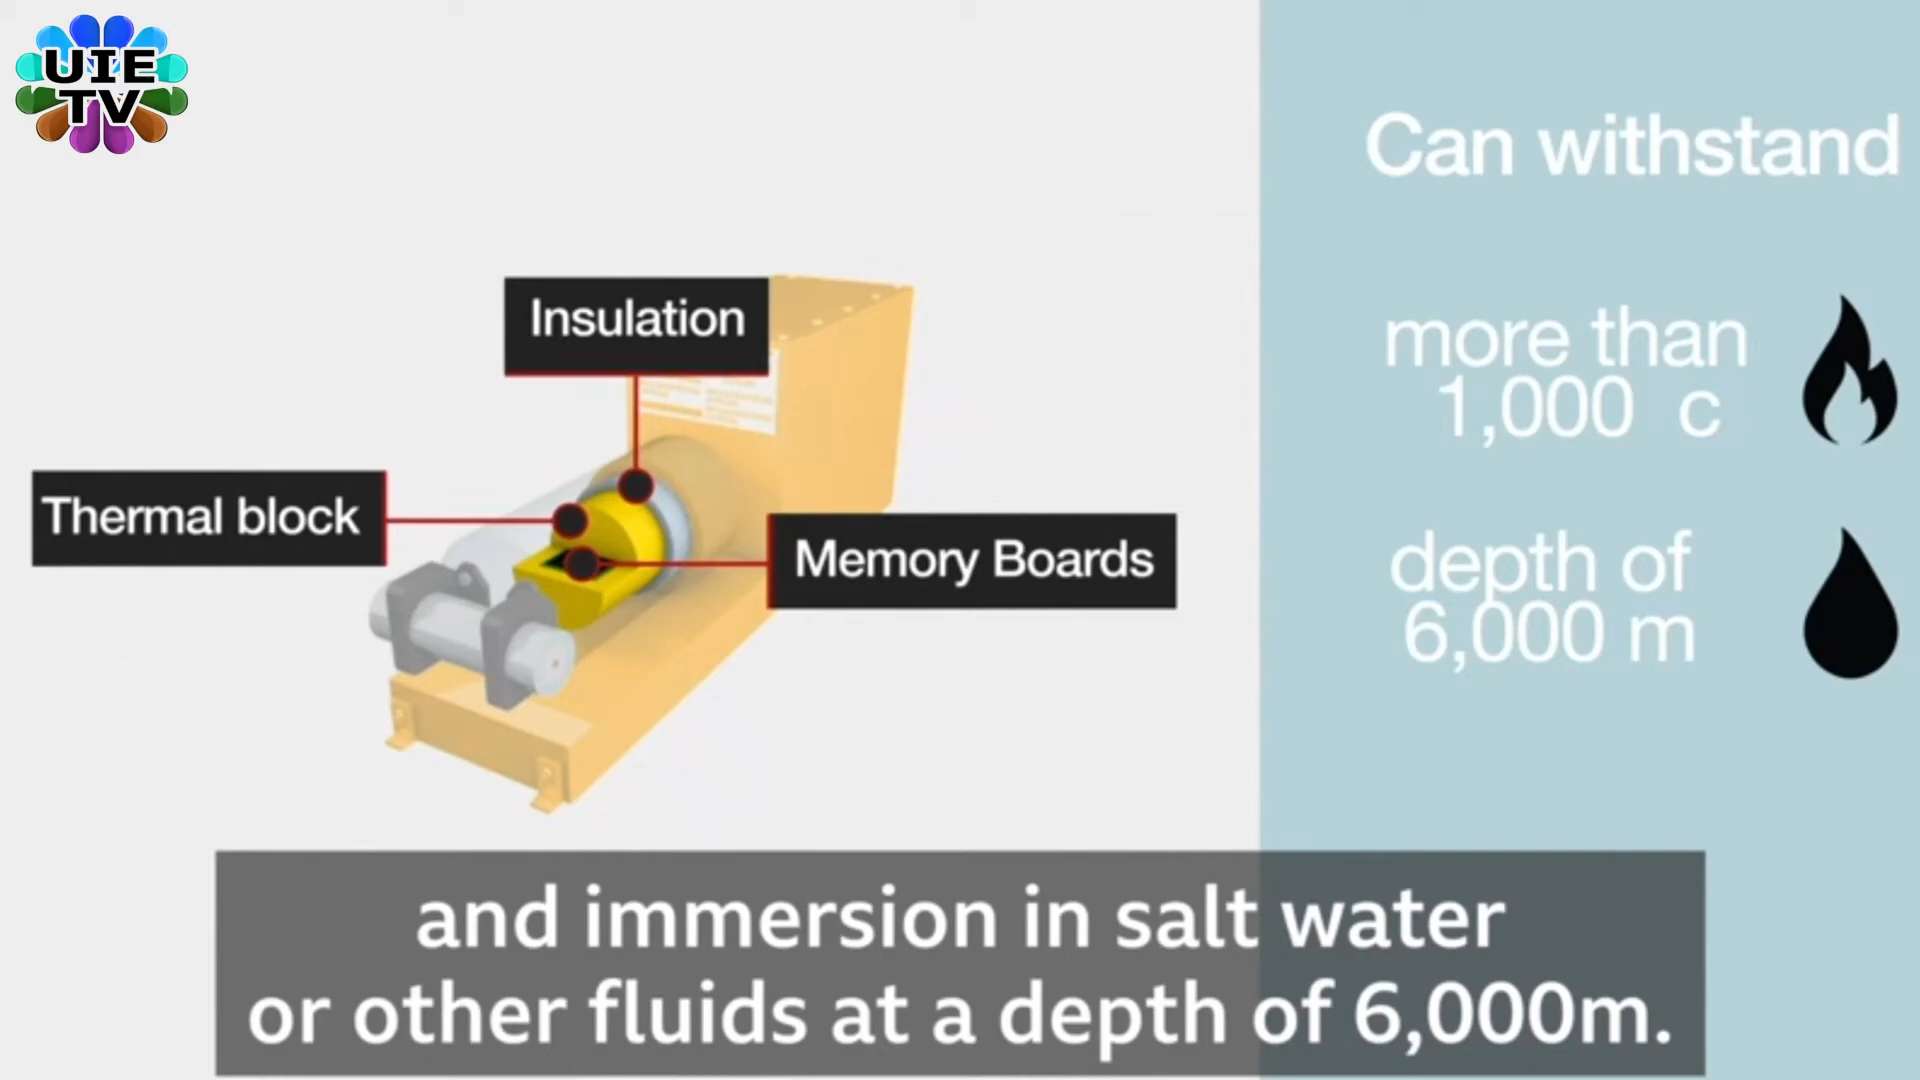 UIE
TV
Can withstand
more than
1,000 c
depth of
6,000 m
Insulation
Thermal block
Memory Boards
and immersion in salt water
or other fluids at a depth of 6,000m.